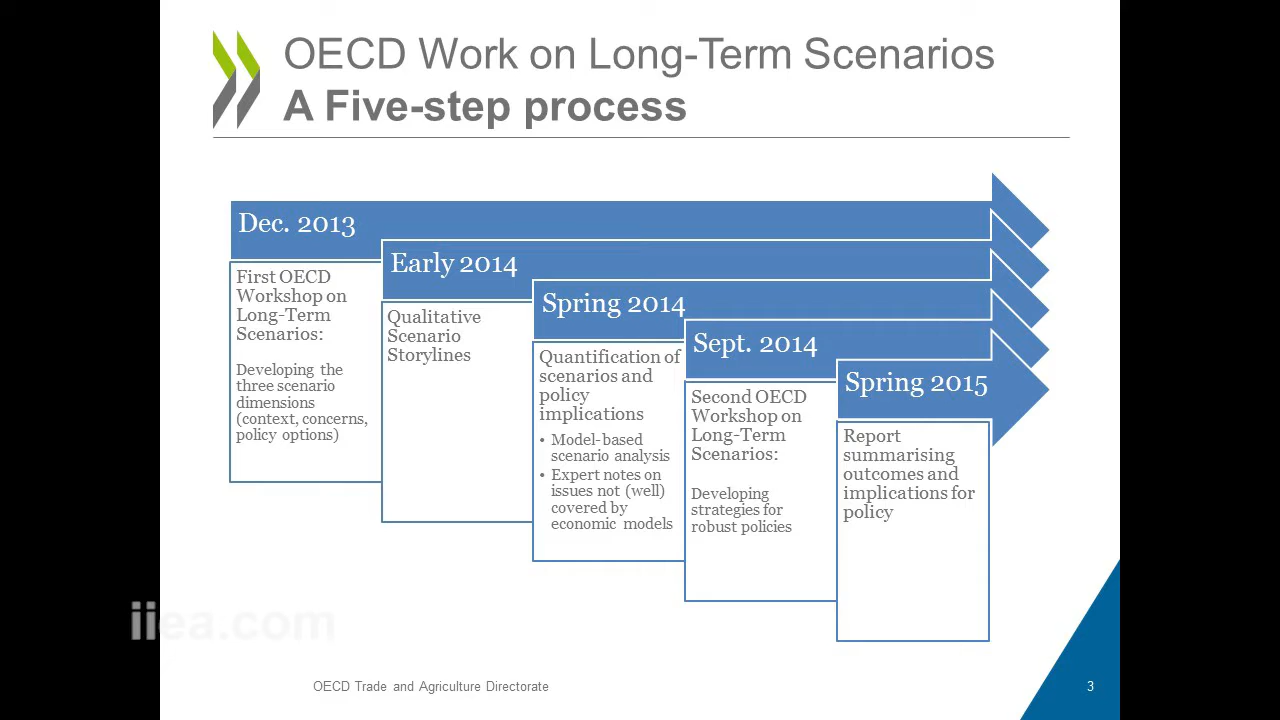 OECD Work on Long-Term Scenarios
A Five-step process
Dec. 2013
First OECD
Workshop on
Long-Term
Scenarios:
Developing the
three scenario
dimensions
(context, concerns,
policy options)
Early 2014
Qualitative
Scenario
Storylines
Spring 2014
Quantification of
scenarios and
policy
implications
• Model-based
scenario analysis
• Expert notes on
issues not (well)
covered by
economic models
Sept. 2014
Second OECD
Workshop on
Long-Term
Scenarios:
Developing
strategies for
robust policies
Spring 2015
Report
summarising
outcomes and
implications for
policy
iiea.com
OECD Trade and Agriculture Directorate
3